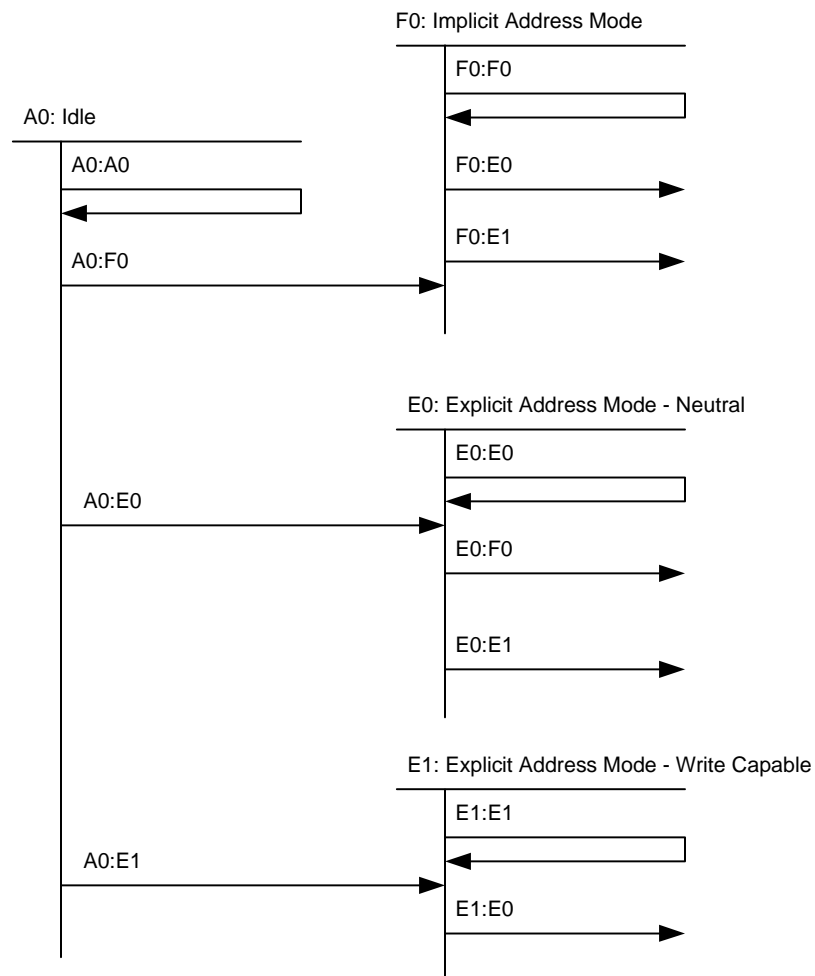 F0: Implicit Address Mode
F0:F0
A0: Idle
A0:A0
F0:E0
F0:E1
A0:F0
E0: Explicit Address Mode - Neutral
E0:E0
A0:E0
E0:F0
E0:E1
E1: Explicit Address Mode - Write Capable
E1:E1
A0:E1
E1:E0